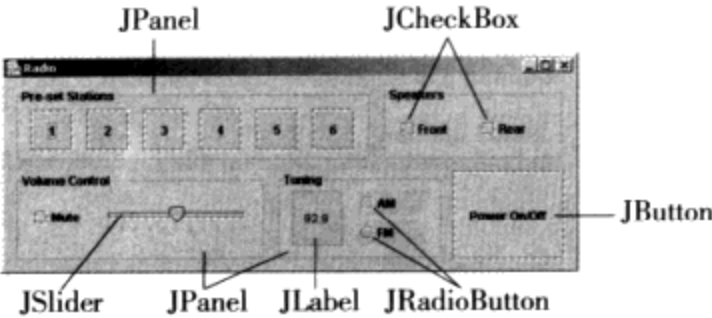 JPanel JCheckBox
Radio
Pre-set Stations Speakers
1 2 3 4 5 6 Front Rear
Volume Control Tuning
Mute 92.9 AM Power On/Off JButton
FM
JSlider JPanel JLabel JRadioButton